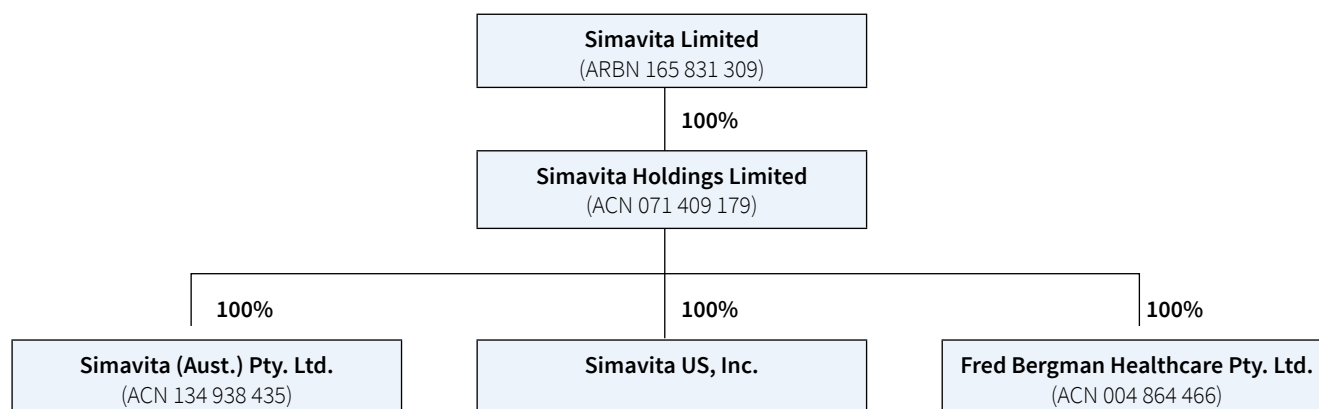 Simavita Limited
(ARBN 165 831 309)
100%
Simavita Holdings Limited
(ACN 071 409 179)
100%
100%
100%
Simavita (Aust.) Pty. Ltd.
(ACN 134 938 435)
Simavita US, Inc.
Fred Bergman Healthcare Pty. Ltd.
(ACN 004 864 466)